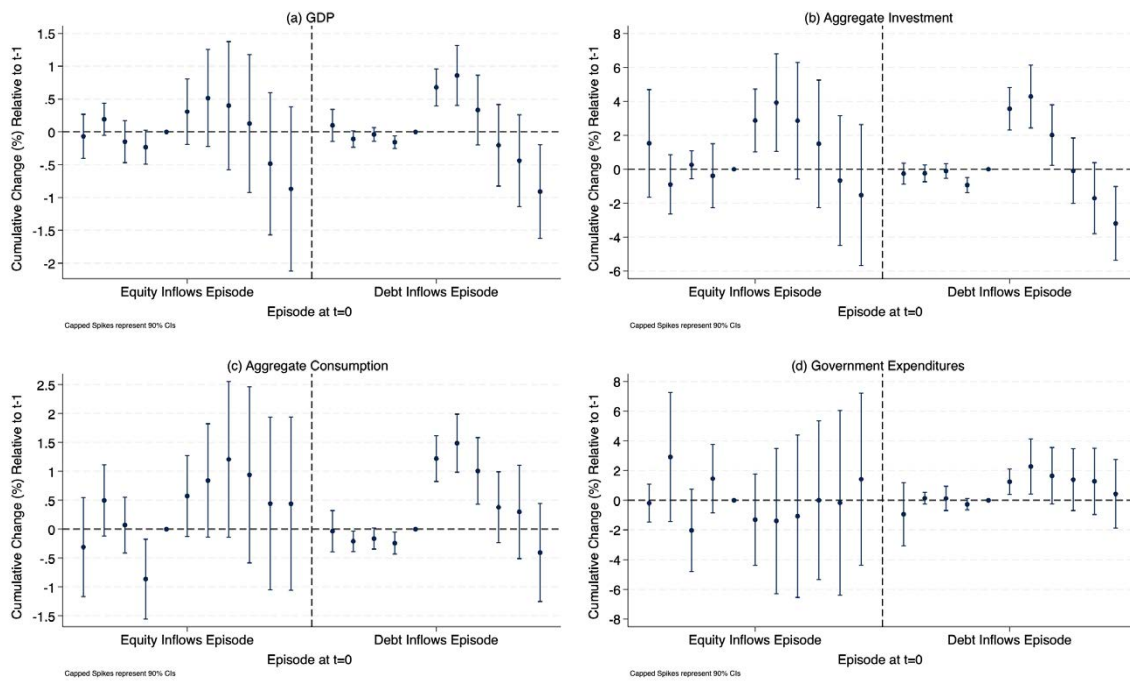 (a) GDP
Cumulative Change (%) Relative to t-1
1.5
1
.5
0
-.5
-1
-1.5
-2
Equity Inflows Episode
Debt Inflows Episode
Episode at t=0
Capped Spikes represent 90% CIs
(b) Aggregate Investment
Cumulative Change (%) Relative to t-1
8
6
4
2
0
-2
-4
-6
Equity Inflows Episode
Debt Inflows Episode
Episode at t=0
Capped Spikes represent 90% CIs
(c) Aggregate Consumption
Cumulative Change (%) Relative to t-1
2.5
2
1.5
1
.5
0
-.5
-1
-1.5
Equity Inflows Episode
Debt Inflows Episode
Episode at t=0
Capped Spikes represent 90% CIs
(d) Government Expenditures
Cumulative Change (%) Relative to t-1
8
6
4
2
0
-2
-4
-6
-8
Equity Inflows Episode
Debt Inflows Episode
Episode at t=0
Capped Spikes represent 90% CIs